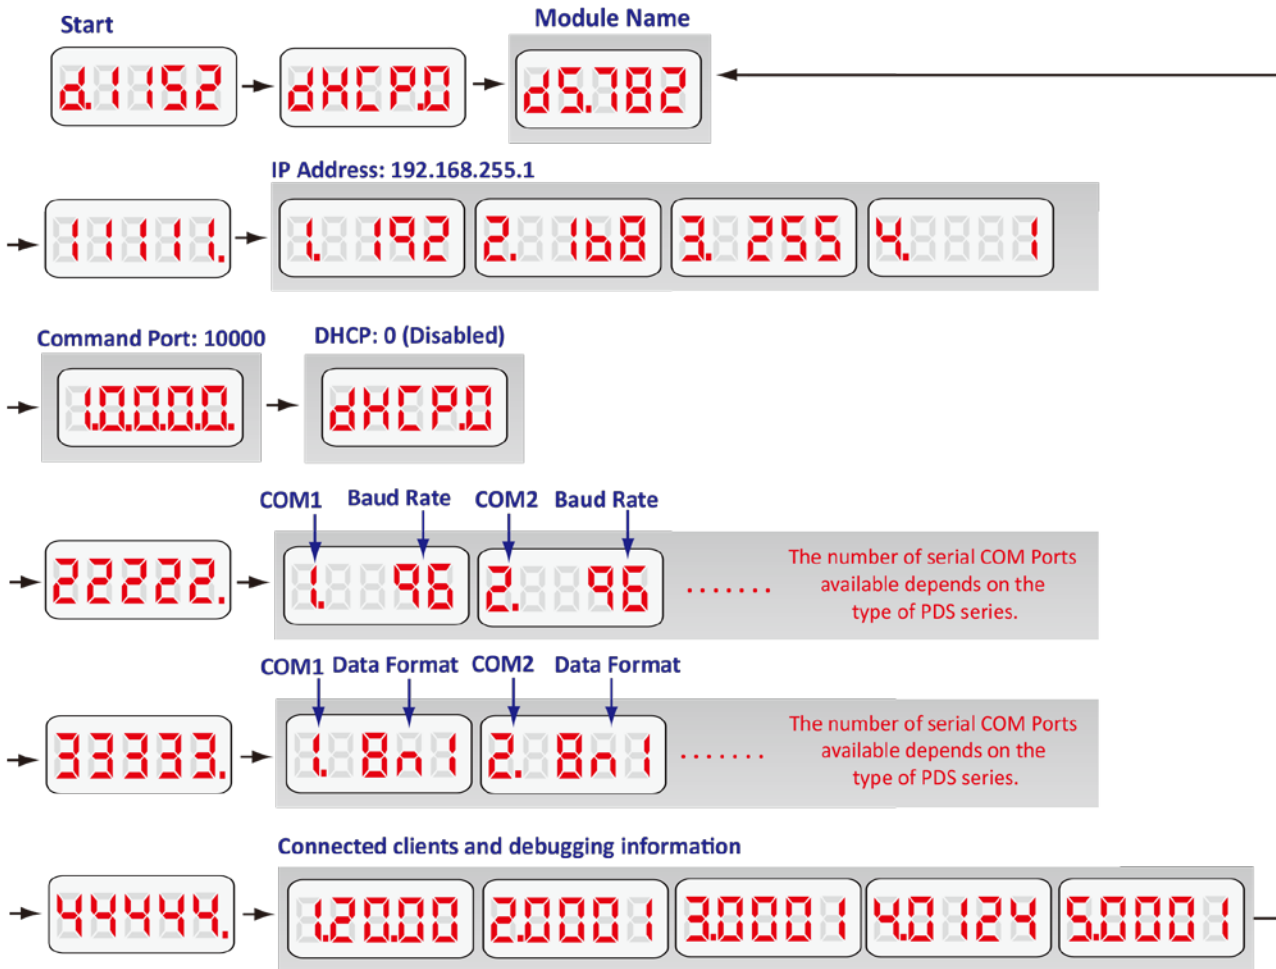 Start
Module Name
d.1152
dHCP.0
d5.782
IP Address: 192.168.255.1
11111.
1. 192
2. 168
3. 255
4. 1
Command Port: 10000
DHCP: 0 (Disabled)
1.0.0.0.0.
dHCP.0
COM1
Baud Rate
COM2
Baud Rate
22222.
1. 96
2. 96
.......
The number of serial COM Ports
available depends on the
type of PDS series.
COM1
Data Format
COM2
Data Format
33333.
1. 8n1
2. 8n1
.......
The number of serial COM Ports
available depends on the
type of PDS series.
Connected clients and debugging information
44444.
1.20.00
2.0001
3.0001
4.0124
5.0001